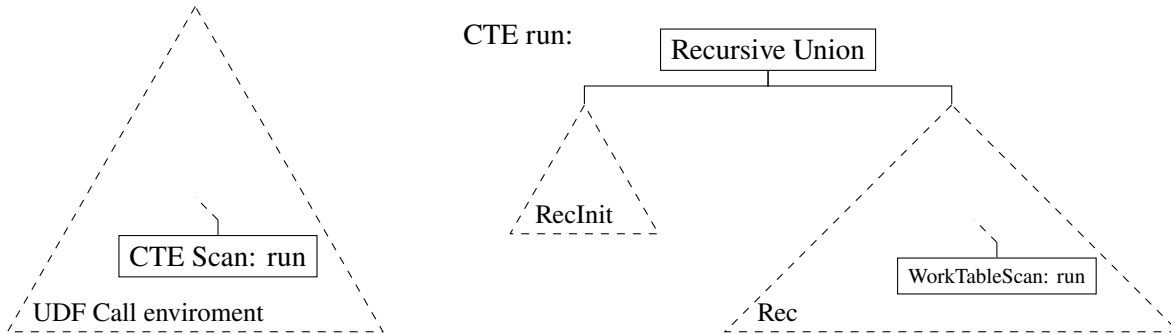 CTE run:
Recursive Union
RecInit
CTE Scan: run
WorkTableScan: run
UDF Call enviroment
Rec